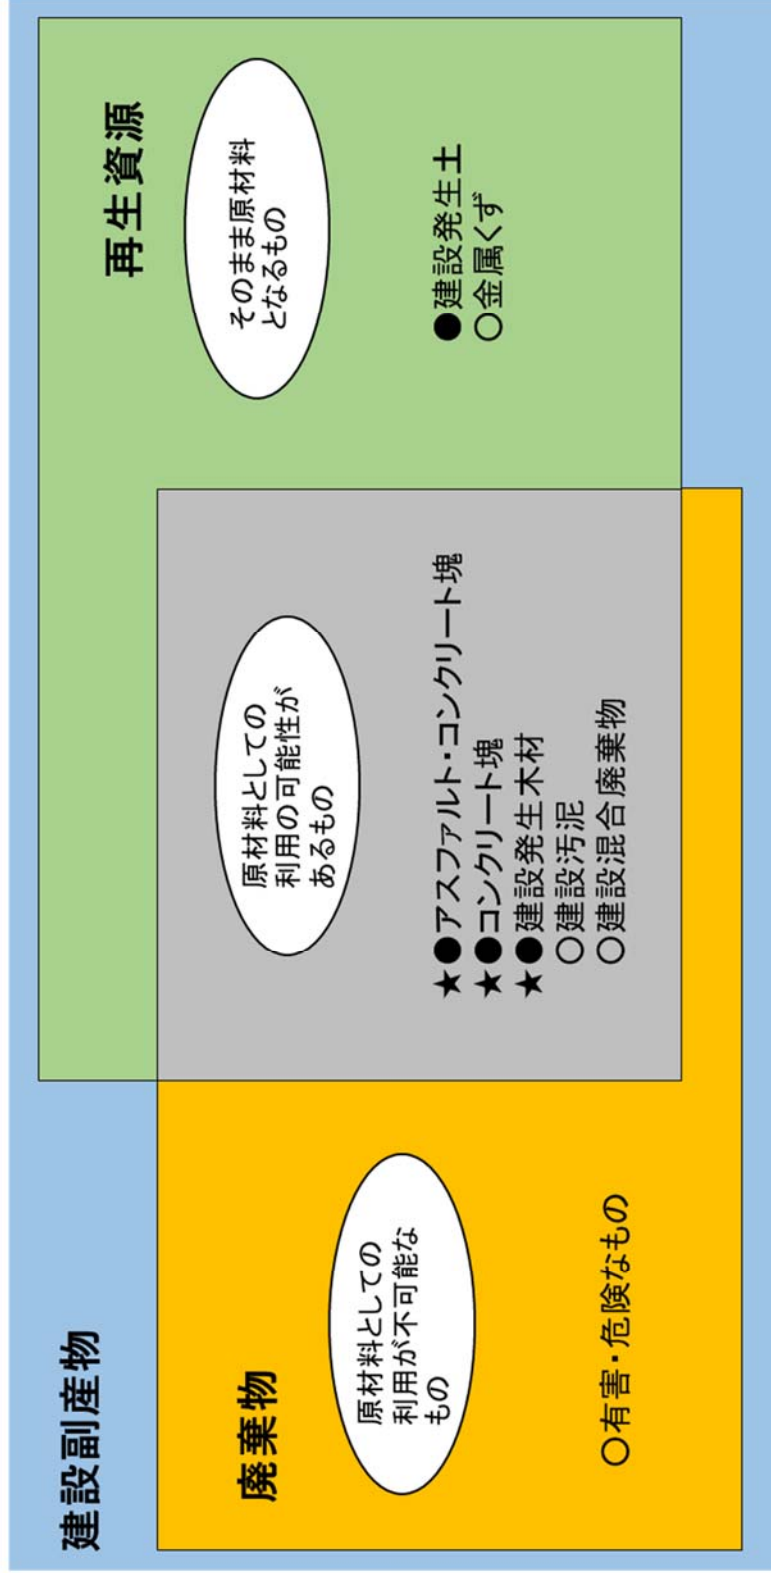 建設副産物
廃棄物
原材料としての
利用が不可能な
もの
○有害・危険なもの
原材料としての
利用の可能性が
あるもの
★●アスファルト・コンクリート塊
★●コンクリート塊
★●建設発生木材
○建設汚泥
○建設混合廃棄物
再生資源
そのまま原材料
となるもの
●建設発生土
○金属くず